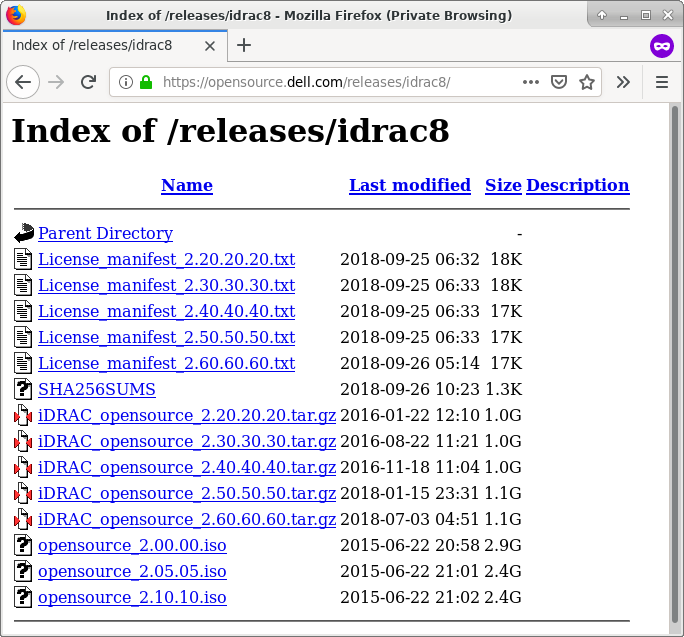 Index of /releases/idrac8 - Mozilla Firefox (Private Browsing)
Index of /releases/idrac8
https://opensource.dell.com/releases/idrac8/
Index of /releases/idrac8
Name Last modified Size Description
Parent Directory -
License_manifest_2.20.20.20.txt 2018-09-25 06:32 18K
License_manifest_2.30.30.30.txt 2018-09-25 06:33 18K
License_manifest_2.40.40.40.txt 2018-09-25 06:33 17K
License_manifest_2.50.50.50.txt 2018-09-25 06:33 17K
License_manifest_2.60.60.60.txt 2018-09-26 05:14 17K
SHA256SUMS 2018-09-26 10:23 1.3K
iDRAC_opensource_2.20.20.20.tar.gz 2016-01-22 12:10 1.0G
iDRAC_opensource_2.30.30.30.tar.gz 2016-08-22 11:21 1.0G
iDRAC_opensource_2.40.40.40.tar.gz 2016-11-18 11:04 1.0G
iDRAC_opensource_2.50.50.50.tar.gz 2018-01-15 23:31 1.1G
iDRAC_opensource_2.60.60.60.tar.gz 2018-07-03 04:51 1.1G
opensource_2.00.00.iso 2015-06-22 20:58 2.9G
opensource_2.05.05.iso 2015-06-22 21:01 2.4G
opensource_2.10.10.iso 2015-06-22 21:02 2.4G